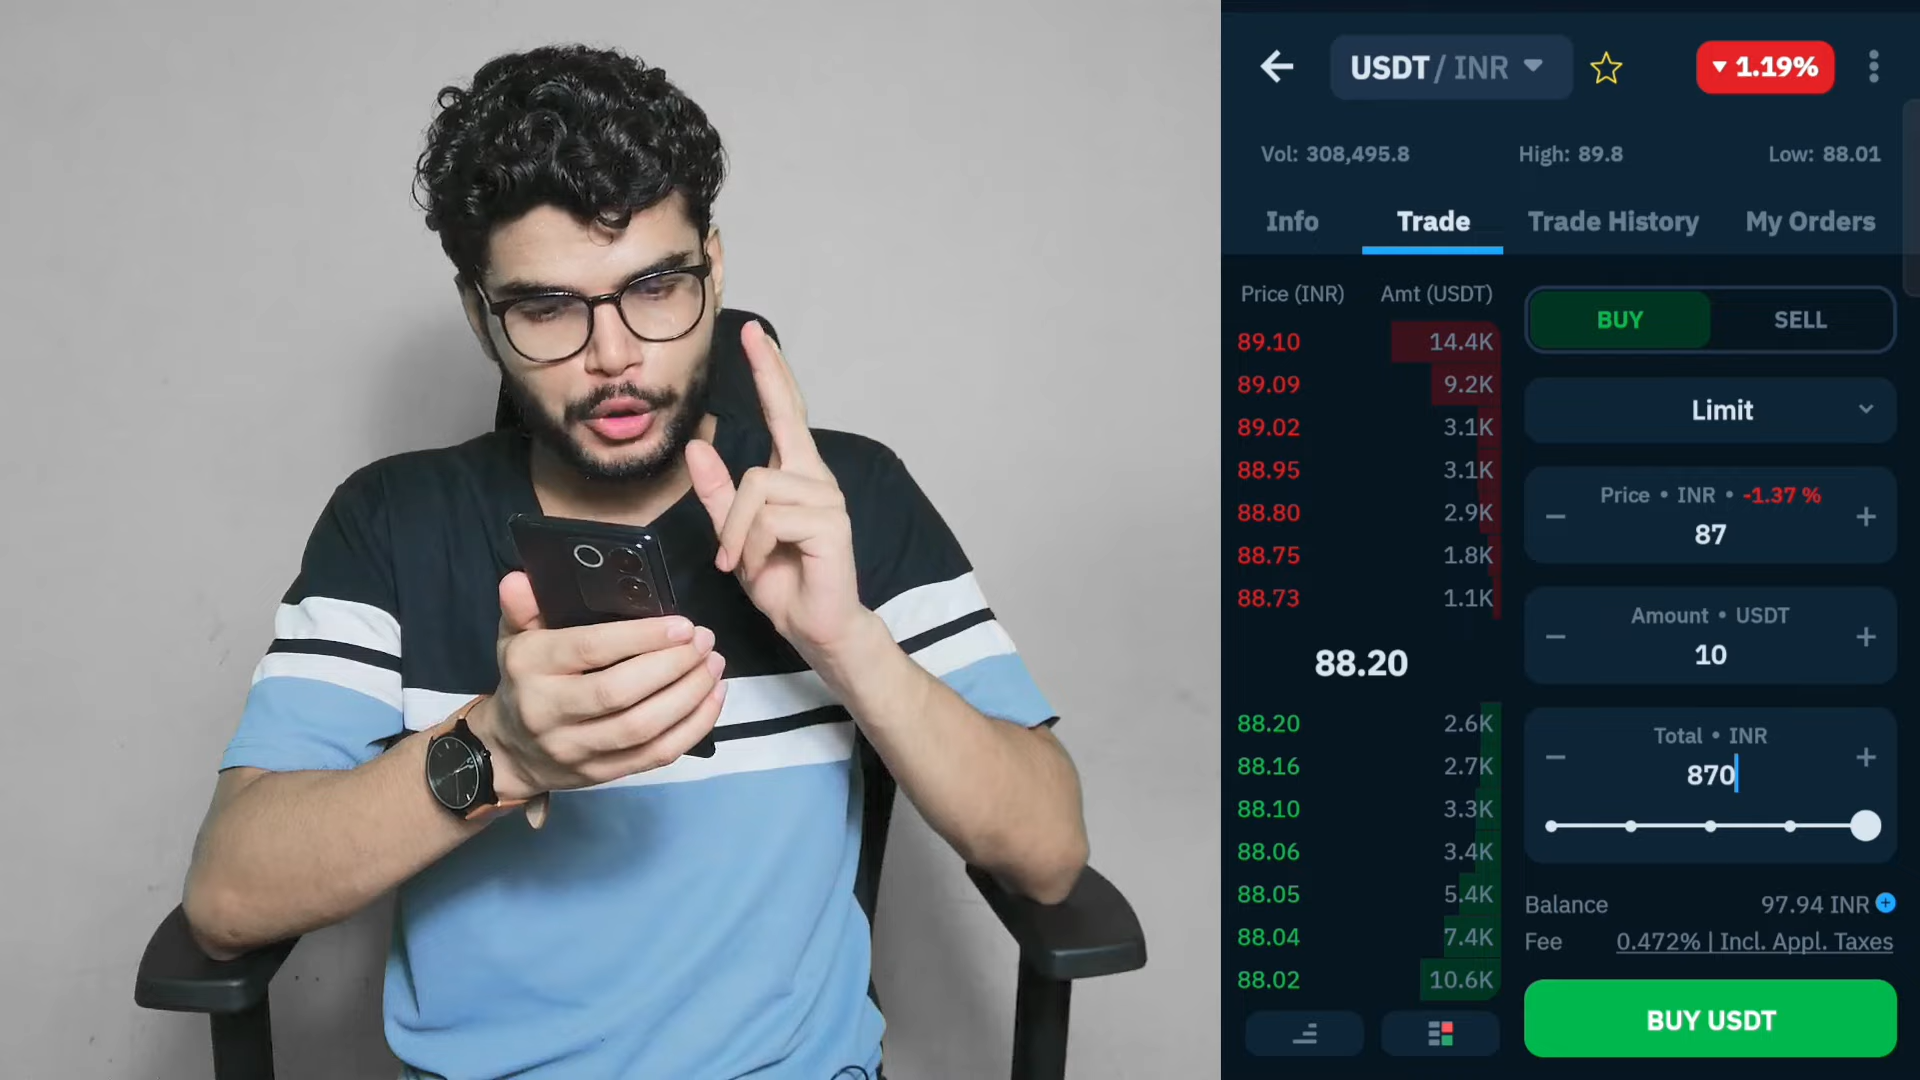 USDT / INR
1.19%
Vol: 308,495.8 High: 89.8 Low: 88.01
Info Trade Trade History My Orders
Price (INR) Amt (USDT)
89.10 14.4K
89.09 9.2K
89.02 3.1K
88.95 3.1K
88.80 2.9K
88.75 1.8K
88.73 1.1K
88.20
88.20 2.6K
88.16 2.7K
88.10 3.3K
88.06 3.4K
88.05 5.4K
88.04 7.4K
88.02 10.6K
BUY SELL
Limit
Price • INR • -1.37 %
87
Amount • USDT
10
Total • INR
870
Balance 97.94 INR
Fee 0.472% | Incl. Appl. Taxes
BUY USDT